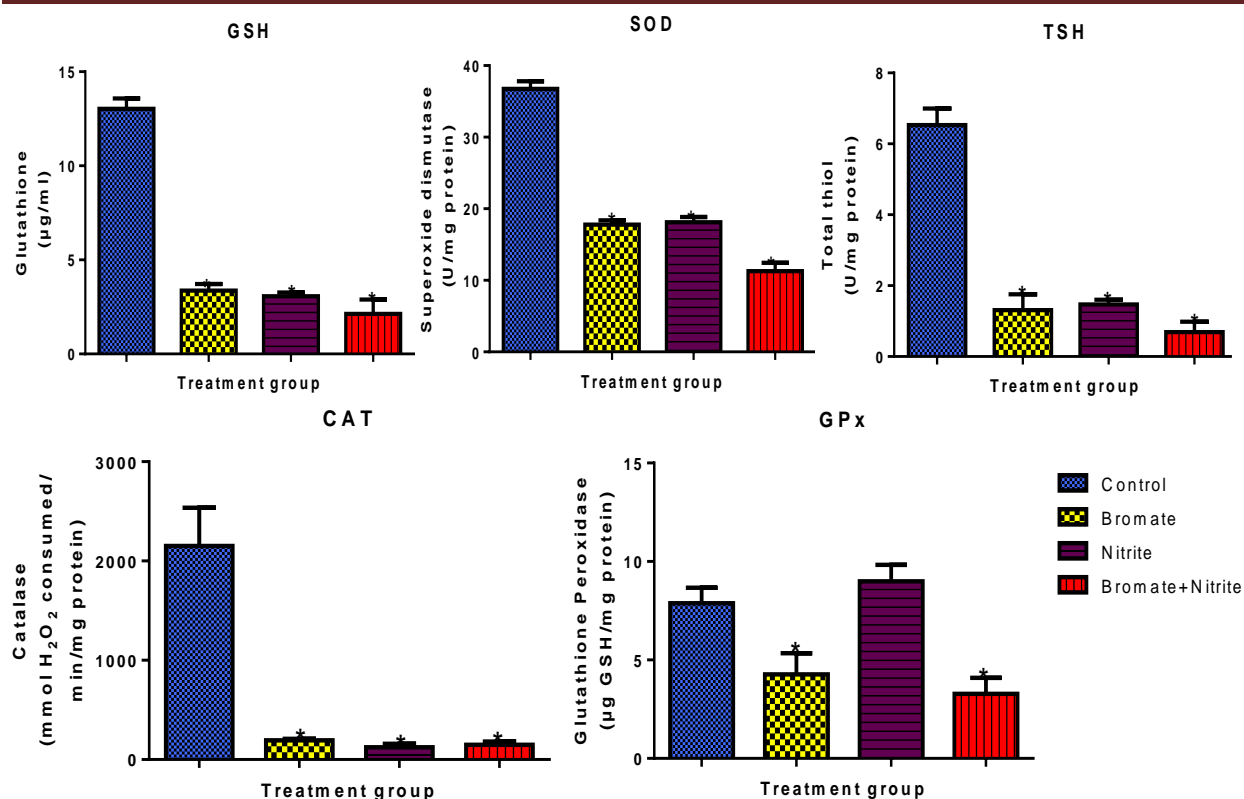 GSH
Glutathione
(µg/ml)
15
10
5
0
*
*
*
Treatment group
SOD
Superoxide dismutase
(U/mg protein)
40
30
20
10
0
*
*
*
Treatment group
TSH
Total thiol
(U/mg protein)
8
6
4
2
0
*
*
*
Treatment group
CAT
Catalase
(mmol H₂O₂ consumed/
min/mg protein)
3000
2000
1000
0
*
*
*
Treatment group
GPx
Glutathione Peroxidase
(µg GSH/mg protein)
15
10
5
0
*
*
Treatment group
Control
Bromate
Nitrite
Bromate+Nitrite